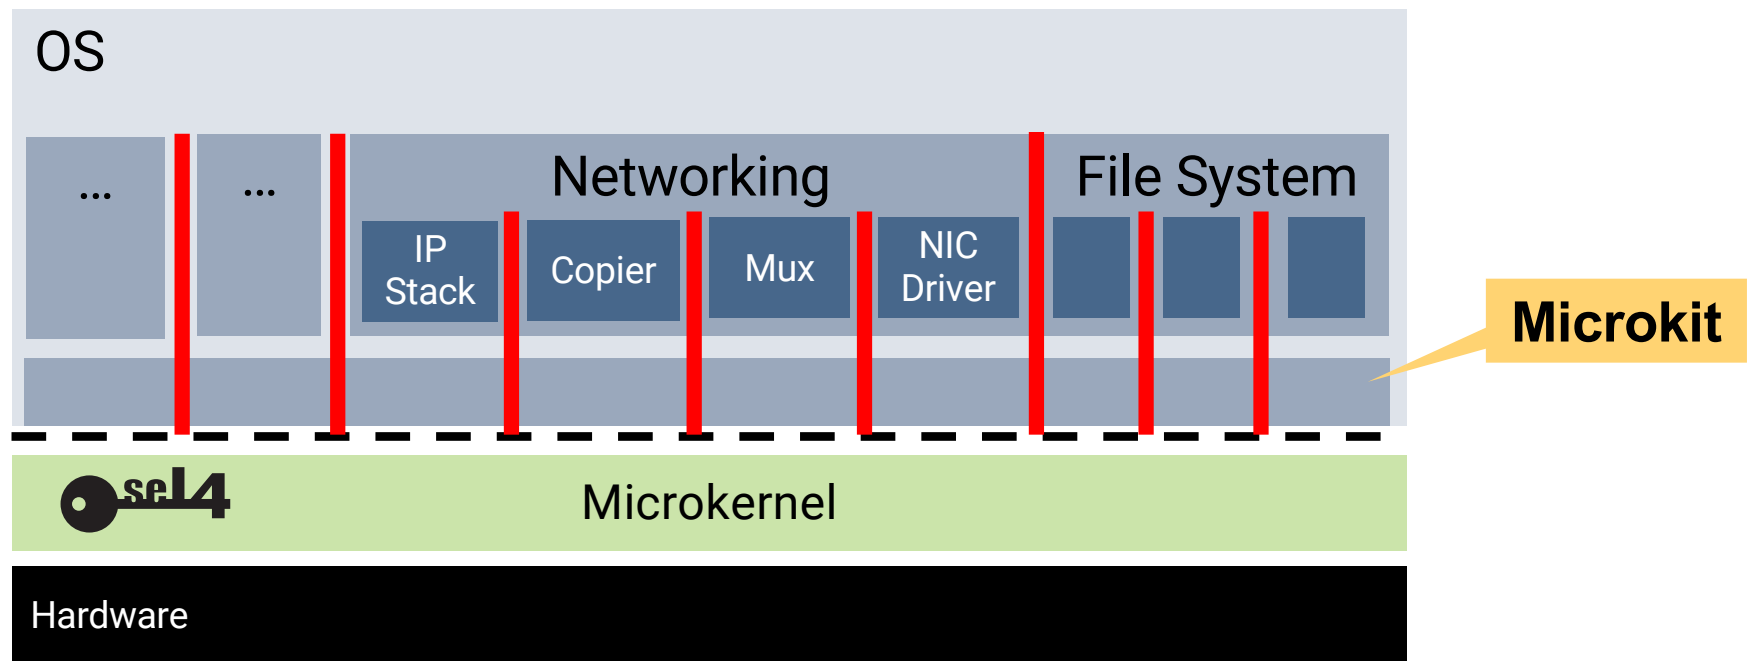 OS
...
...
Networking
File System
IP
Stack
Copier
Mux
NIC
Driver
Microkit
seL4
Microkernel
Hardware